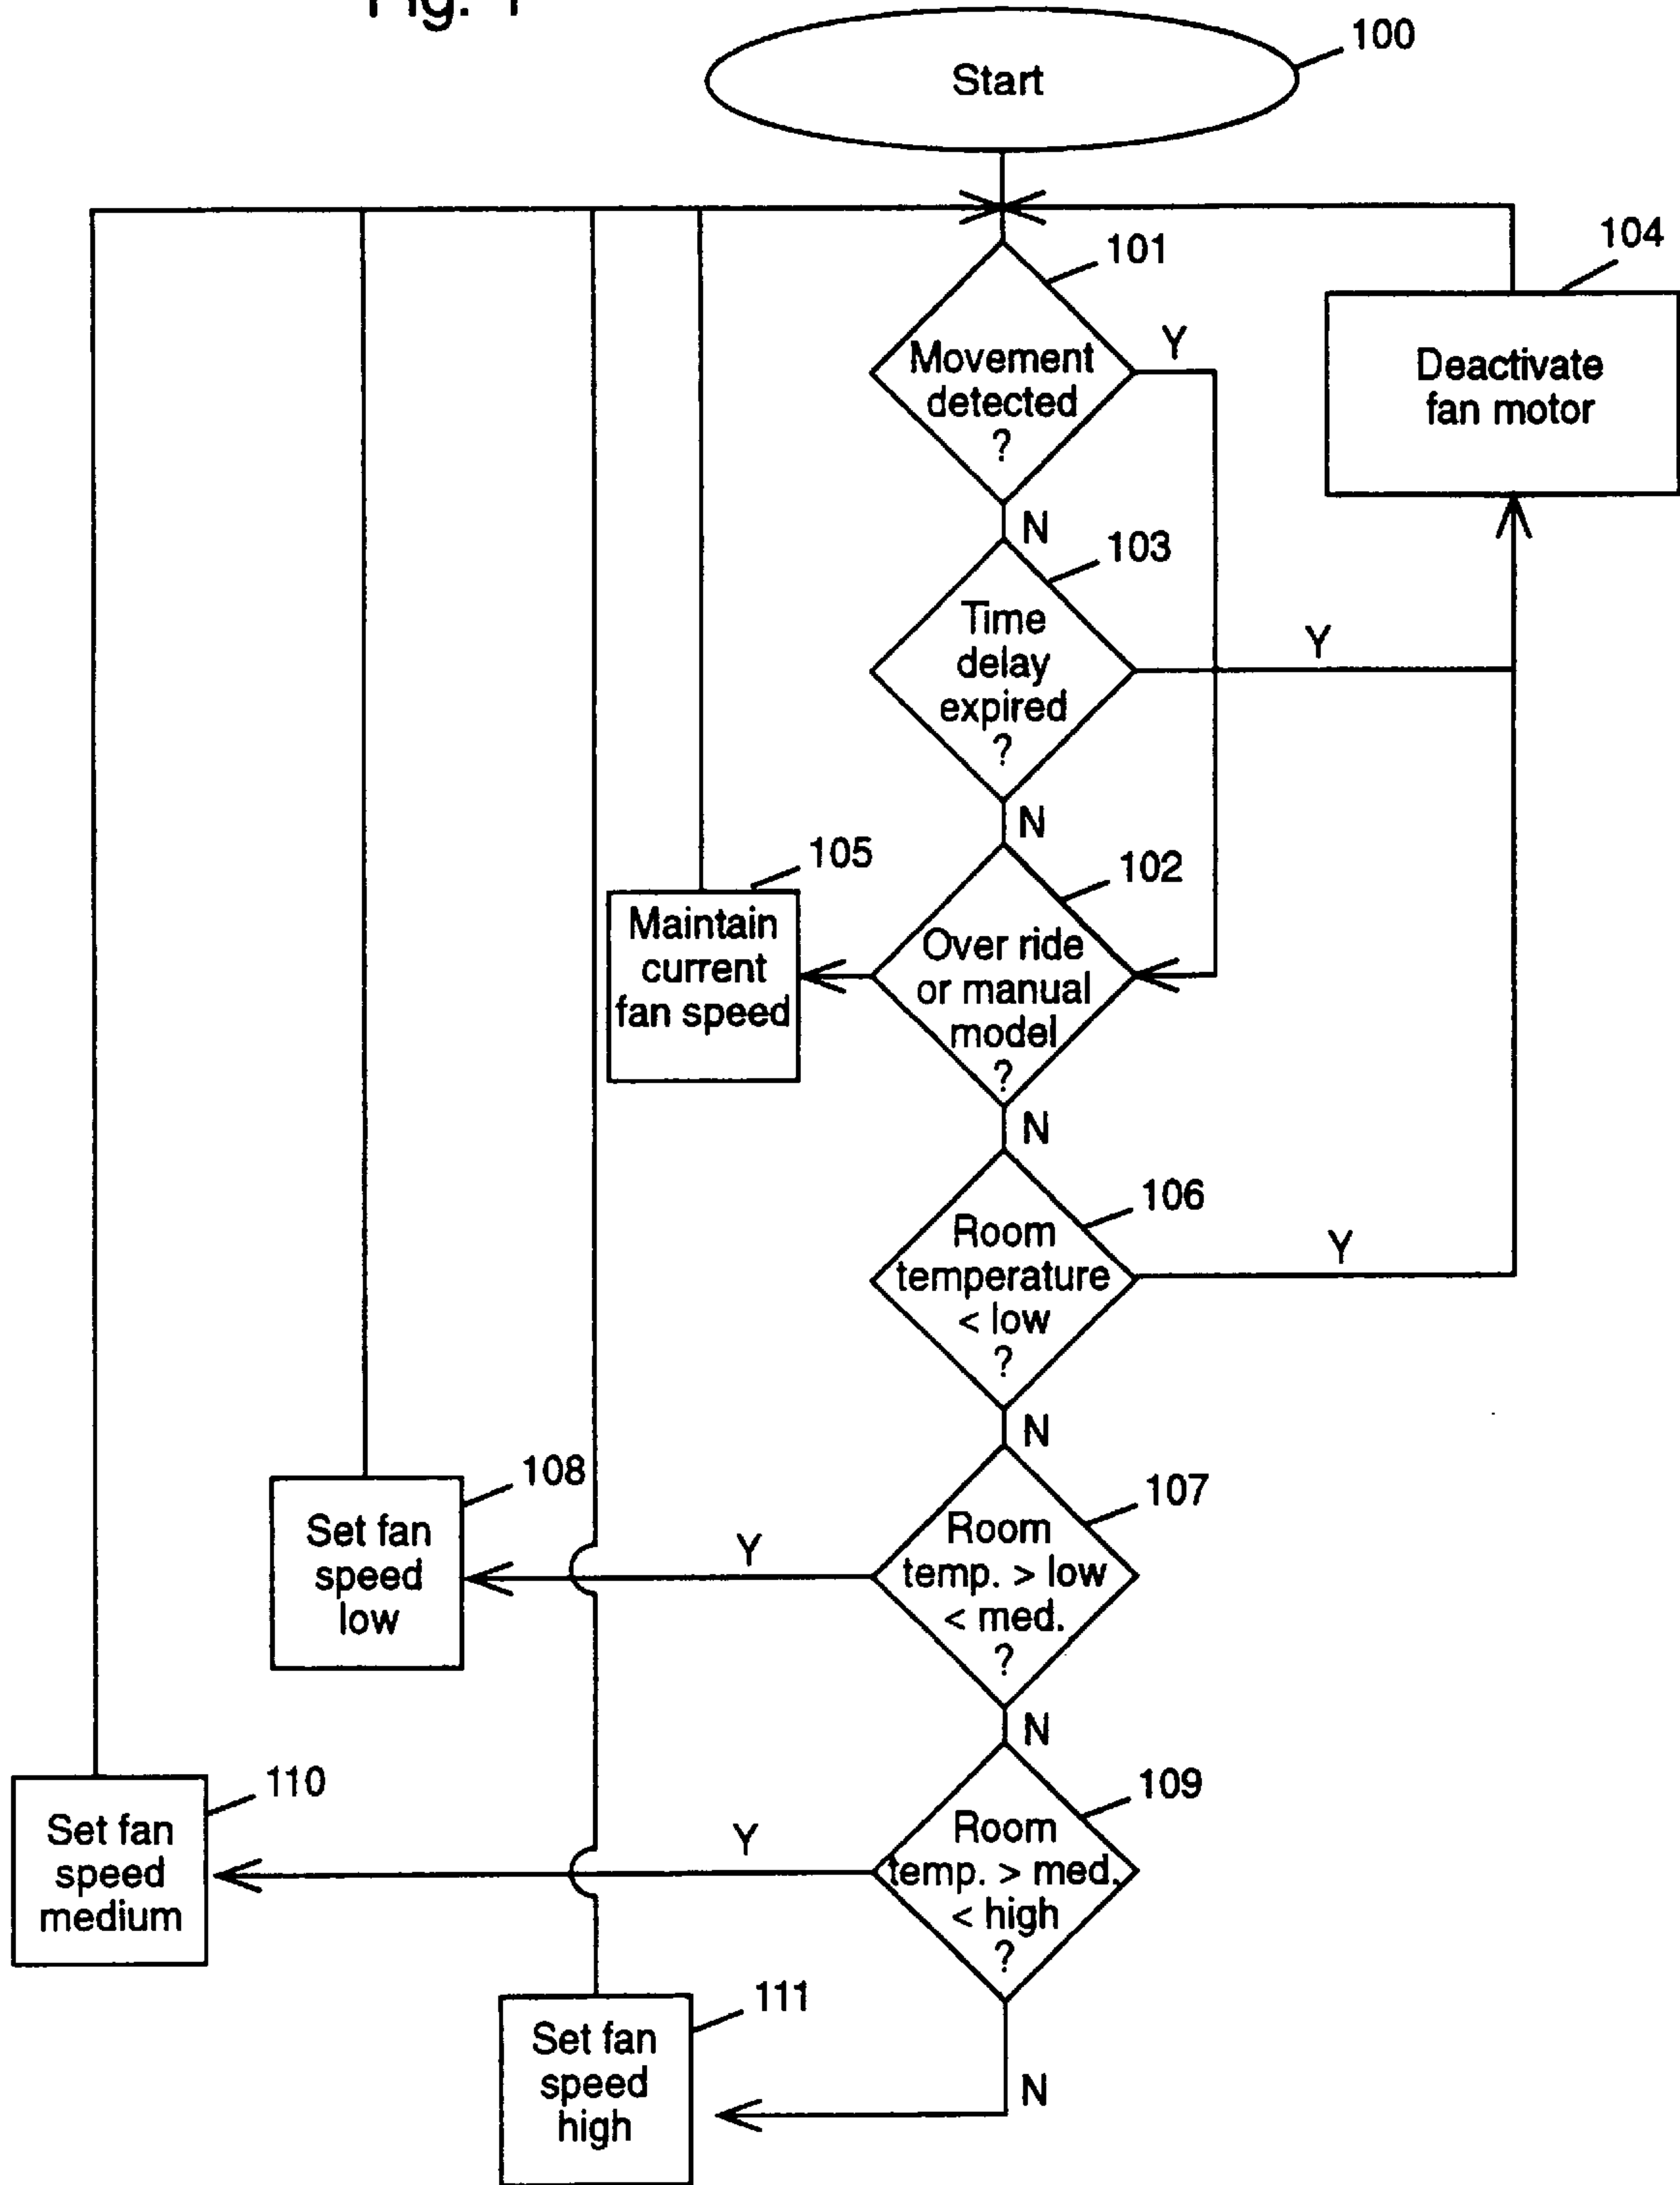 Fig. 1
Start
100
101
104
Movement
detected
?
Y
Deactivate
fan motor
N
103
Time
delay
expired
?
Y
N
105
102
Maintain
current
fan speed
Over ride
or manual
model
?
N
106
Room
temperature
< low
?
Y
N
108
107
Set fan
speed
low
Y
Room
temp. > low
< med.
?
N
110
109
Set fan
speed
medium
Y
Room
temp. > med.
< high
?
111
Set fan
speed
high
N